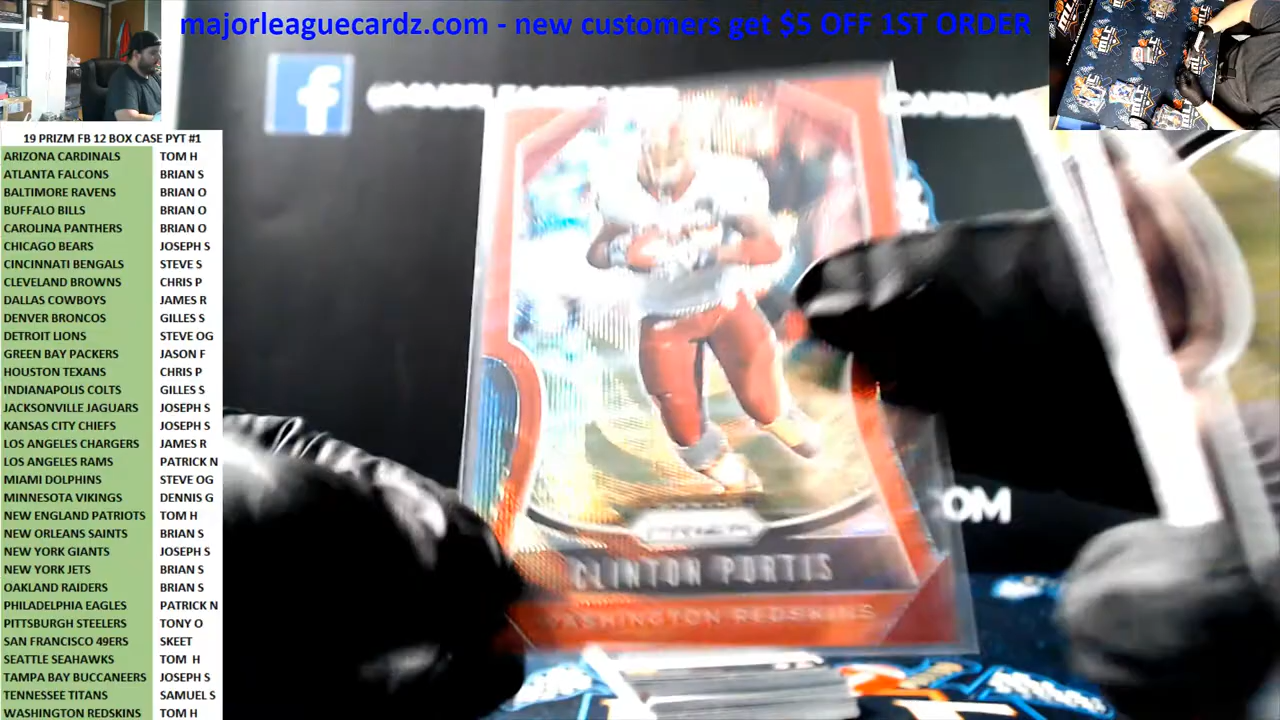 majorleaguecardz.com - new customers get $5 OFF 1ST ORDER
19 PRIZM FB 12 BOX CASE PYT #1
ARIZONA CARDINALS TOM H
ATLANTA FALCONS BRIAN S
BALTIMORE RAVENS BRIAN O
BUFFALO BILLS BRIAN O
CAROLINA PANTHERS BRIAN O
CHICAGO BEARS JOSEPH S
CINCINNATI BENGALS STEVE S
CLEVELAND BROWNS CHRIS P
DALLAS COWBOYS JAMES R
DENVER BRONCOS GILLES S
DETROIT LIONS STEVE OG
GREEN BAY PACKERS JASON F
HOUSTON TEXANS CHRIS P
INDIANAPOLIS COLTS GILLES S
JACKSONVILLE JAGUARS JOSEPH S
KANSAS CITY CHIEFS JOSEPH S
LOS ANGELES CHARGERS JAMES R
LOS ANGELES RAMS PATRICK N
MIAMI DOLPHINS STEVE OG
MINNESOTA VIKINGS DENNIS G
NEW ENGLAND PATRIOTS TOM H
NEW ORLEANS SAINTS BRIAN S
NEW YORK GIANTS JOSEPH S
NEW YORK JETS BRIAN S
OAKLAND RAIDERS BRIAN S
PHILADELPHIA EAGLES PATRICK N
PITTSBURGH STEELERS TONY O
SAN FRANCISCO 49ERS SKEET
SEATTLE SEAHAWKS TOM H
TAMPA BAY BUCCANEERS JOSEPH S
TENNESSEE TITANS SAMUEL S
WASHINGTON REDSKINS TOM H
f
PRIZM
CLINTON PORTIS
WASHINGTON REDSKINS
OM